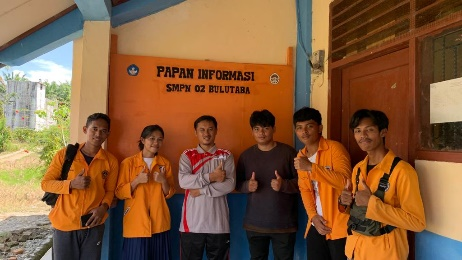 PAPAN INFORMASI
SMPN 02 BULUTABA